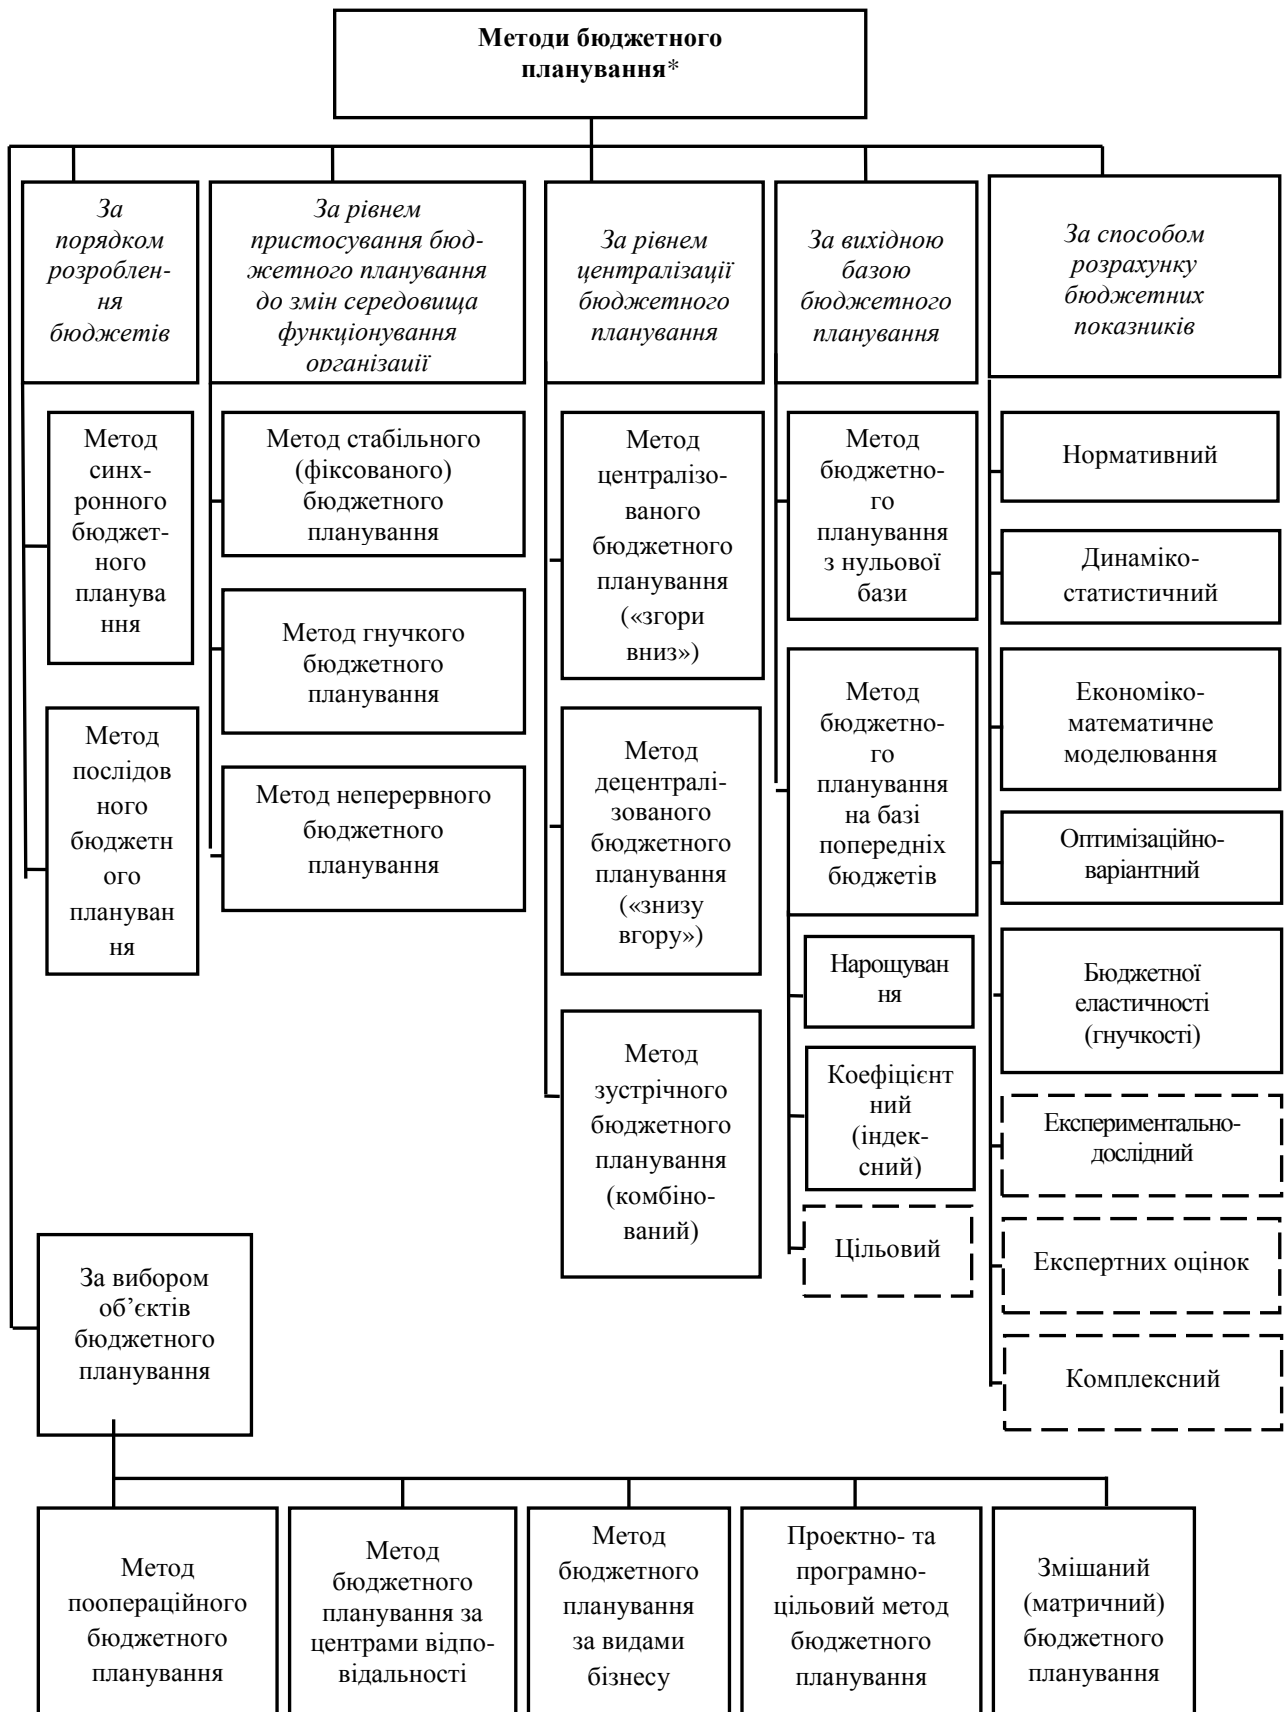 Методи бюджетного
планування*
За
порядком
розроблен-
ня
бюджетів
За рівнем
пристосування бюд-
жетного планування
до змін середовища
функціонування
організації
За рівнем
централізації
бюджетного
планування
За вихідною
базою
бюджетного
планування
За способом
розрахунку
бюджетних
показників
Метод
синх-
ронного
бюджет-
ного
планува
ння
Метод
послідов
ного
бюджетн
ого
плануван
ня
Метод стабільного
(фіксованого)
бюджетного
планування
Метод гнучкого
бюджетного
планування
Метод неперервного
бюджетного
планування
Метод
централізо-
ваного
бюджетного
планування
(«згори
вниз»)
Метод
децентралі-
зованого
бюджетного
планування
(«знизу
вгору»)
Метод
зустрічного
бюджетного
планування
(комбіно-
ваний)
Метод
бюджетно-
го
планування
з нульової
бази
Метод
бюджетно-
го
планування
на базі
попередніх
бюджетів
Нарощуван
ня
Коефіцієнт
ний
(індек-
сний)
Цільовий
Нормативний
Динаміко-
статистичний
Економіко-
математичне
моделювання
Оптимізаційно-
варіантний
Бюджетної
еластичності
(гнучкості)
Експериментально-
дослідний
Експертних оцінок
Комплексний
За вибором
об’єктів
бюджетного
планування
Метод
поопераційного
бюджетного
планування
Метод
бюджетного
планування за
центрами відпо-
відальності
Метод
бюджетного
планування
за видами
бізнесу
Проектно- та
програмно-
цільовий метод
бюджетного
планування
Змішаний
(матричний)
бюджетного
планування